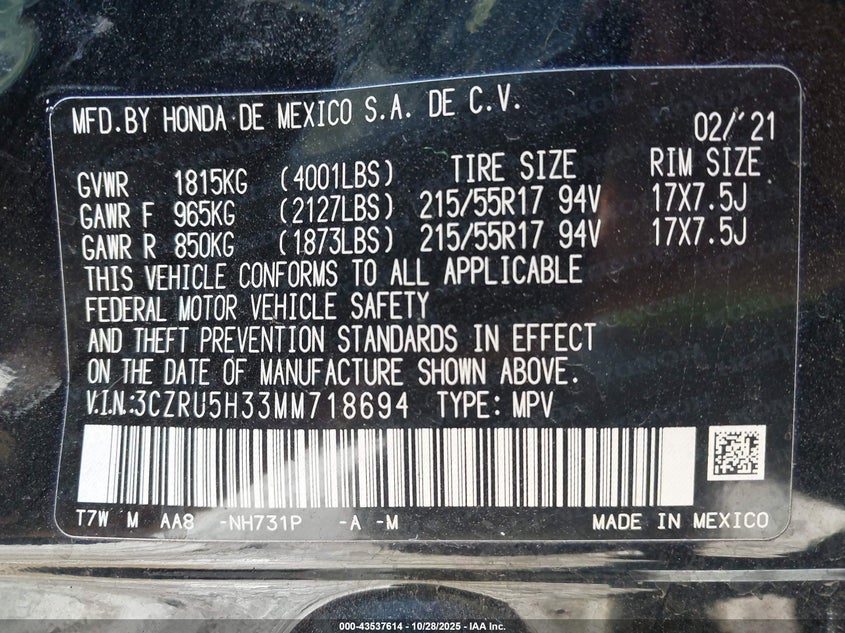 MFD.BY HONDA DE MEXICO S.A. DE C.V.
02/'21
GVWR 1815KG (4001LBS) TIRE SIZE RIM SIZE
GAWR F 965KG (2127LBS) 215/55R17 94V 17X7.5J
GAWR R 850KG (1873LBS) 215/55R17 94V 17X7.5J
THIS VEHICLE CONFORMS TO ALL APPLICABLE
FEDERAL MOTOR VEHICLE SAFETY
AND THEFT PREVENTION STANDARDS IN EFFECT
ON THE DATE OF MANUFACTURE SHOWN ABOVE.
V.I.N.:3CZRU5H33MM718694 TYPE: MPV
T7W M AA8 -NH731P -A -M MADE IN MEXICO
000-43537614 - 10/28/2025 - IAA Inc.